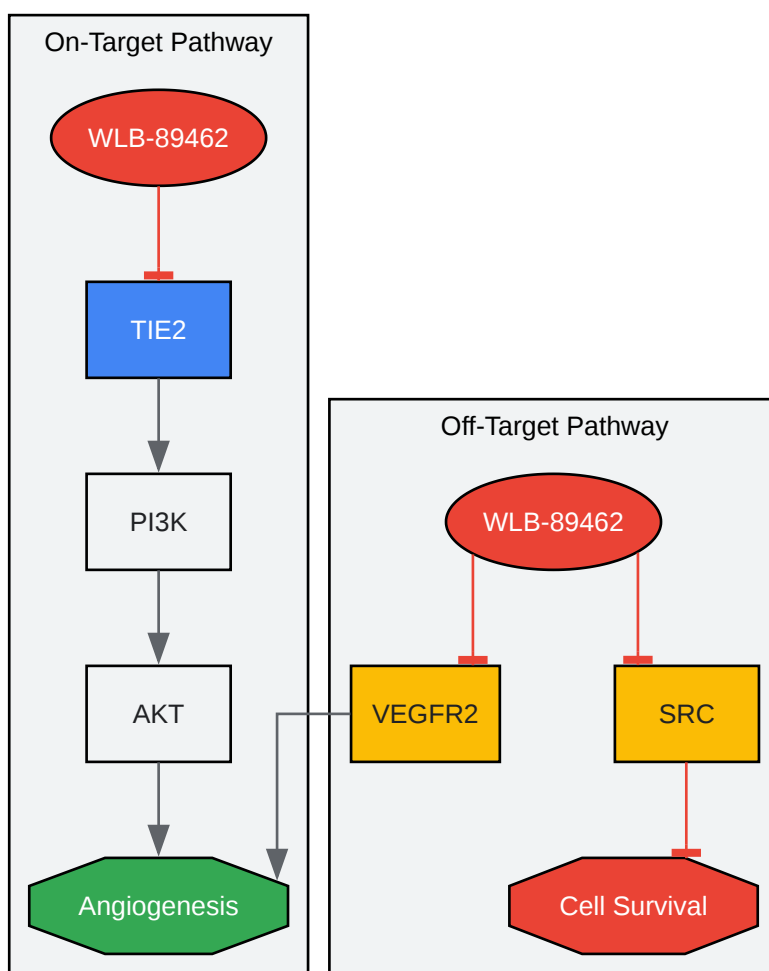 On-Target Pathway
WLB-89462
TIE2
PI3K
AKT
Angiogenesis
Off-Target Pathway
WLB-89462
VEGFR2
SRC
Cell Survival